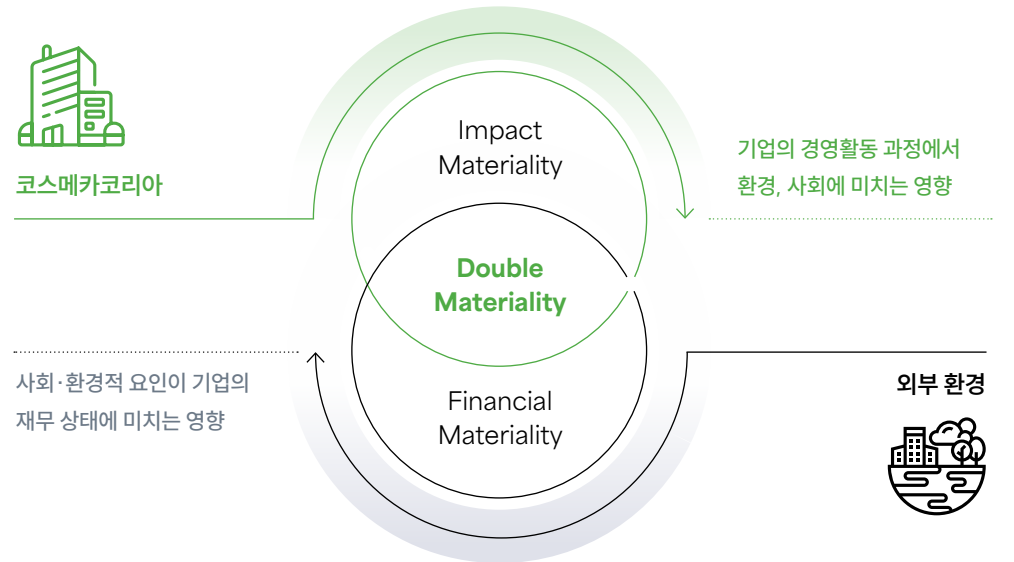 코스메카코리아
Impact
Materiality
기업의 경영활동 과정에서
환경, 사회에 미치는 영향
Double
Materiality
사회·환경적 요인이 기업의
재무 상태에 미치는 영향
Financial
Materiality
외부 환경